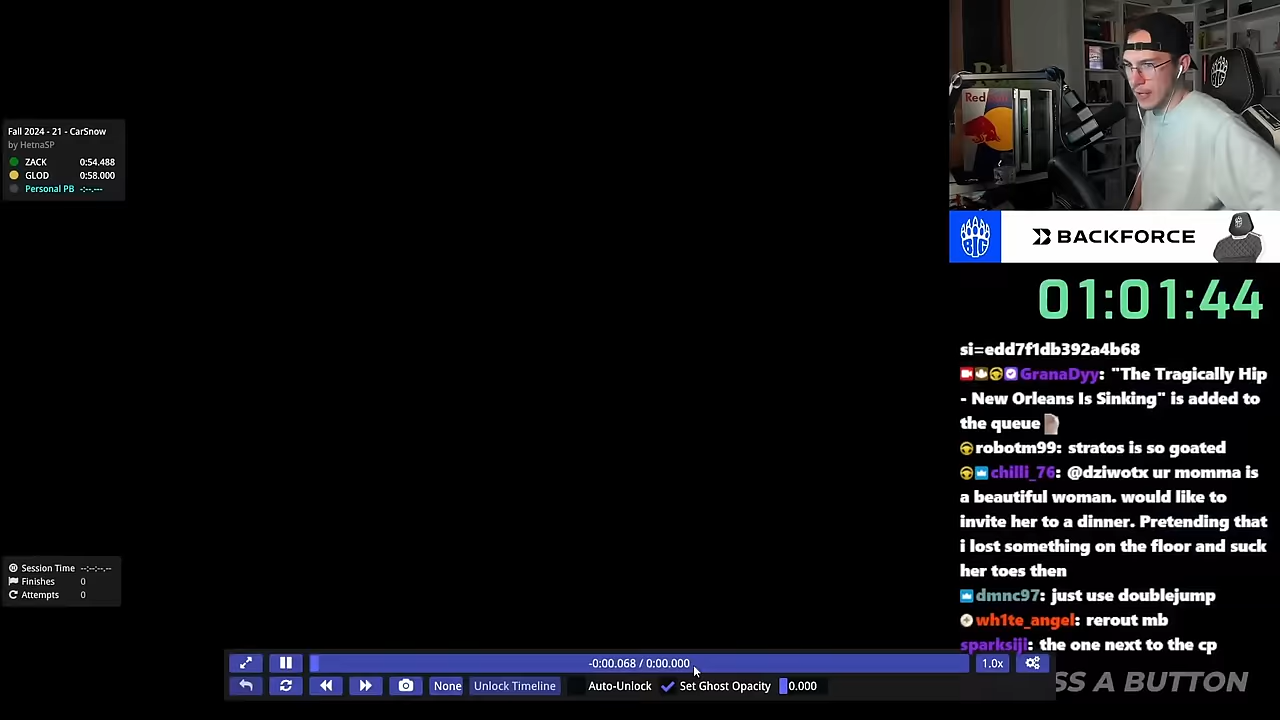 Fall 2024 - 21 - CarSnow
by HetnaSP
ZACK 0:54.488
GLOD 0:58.000
Personal PB -:--.---
Session Time --:--:--.--
Finishes 0
Attempts 0
Red
BIG
BACKFORCE
01:01:44
si=edd7f1db392a4b68
GranaDyy: "The Tragically Hip
- New Orleans Is Sinking" is added to
the queue
robotm99: stratos is so goated
chilli_76: @dziwotx ur momma is
a beautiful woman. would like to
invite her to a dinner. Pretending that
i lost something on the floor and suck
her toes then
dmnc97: just use doublejump
wh1te_angel: rerout mb
sparksiji: the one next to the cp
SS A BUTTON
-0:00.068 / 0:00.000
1.0x
None
Unlock Timeline
Auto-Unlock
Set Ghost Opacity
0.000